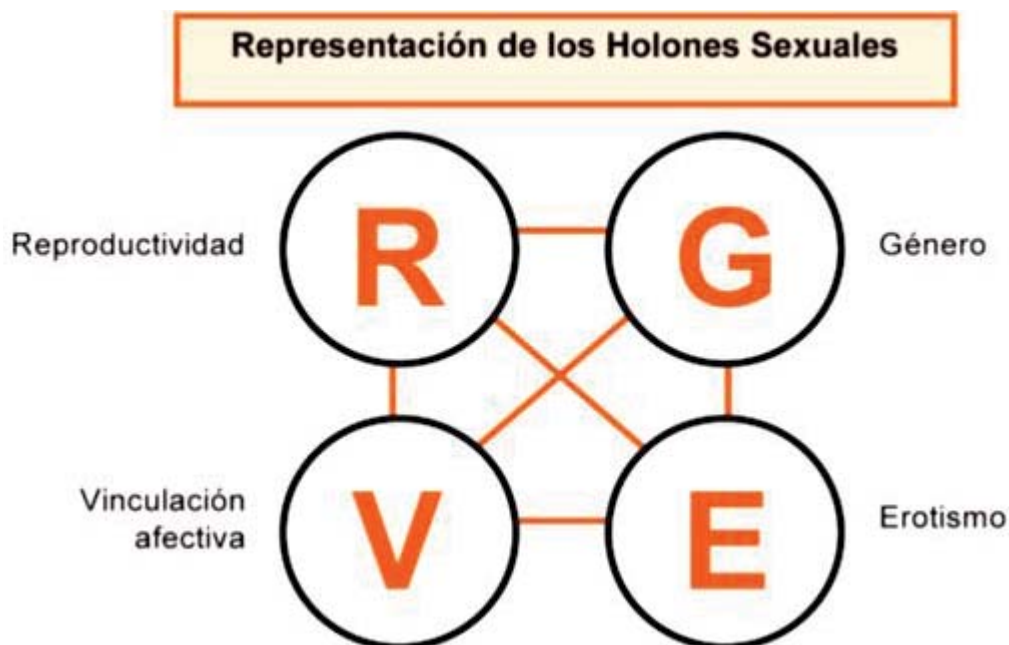 Representación de los Holones Sexuales
R
G
Reproductividad
Género
V
E
Vinculación
afectiva
Erotismo